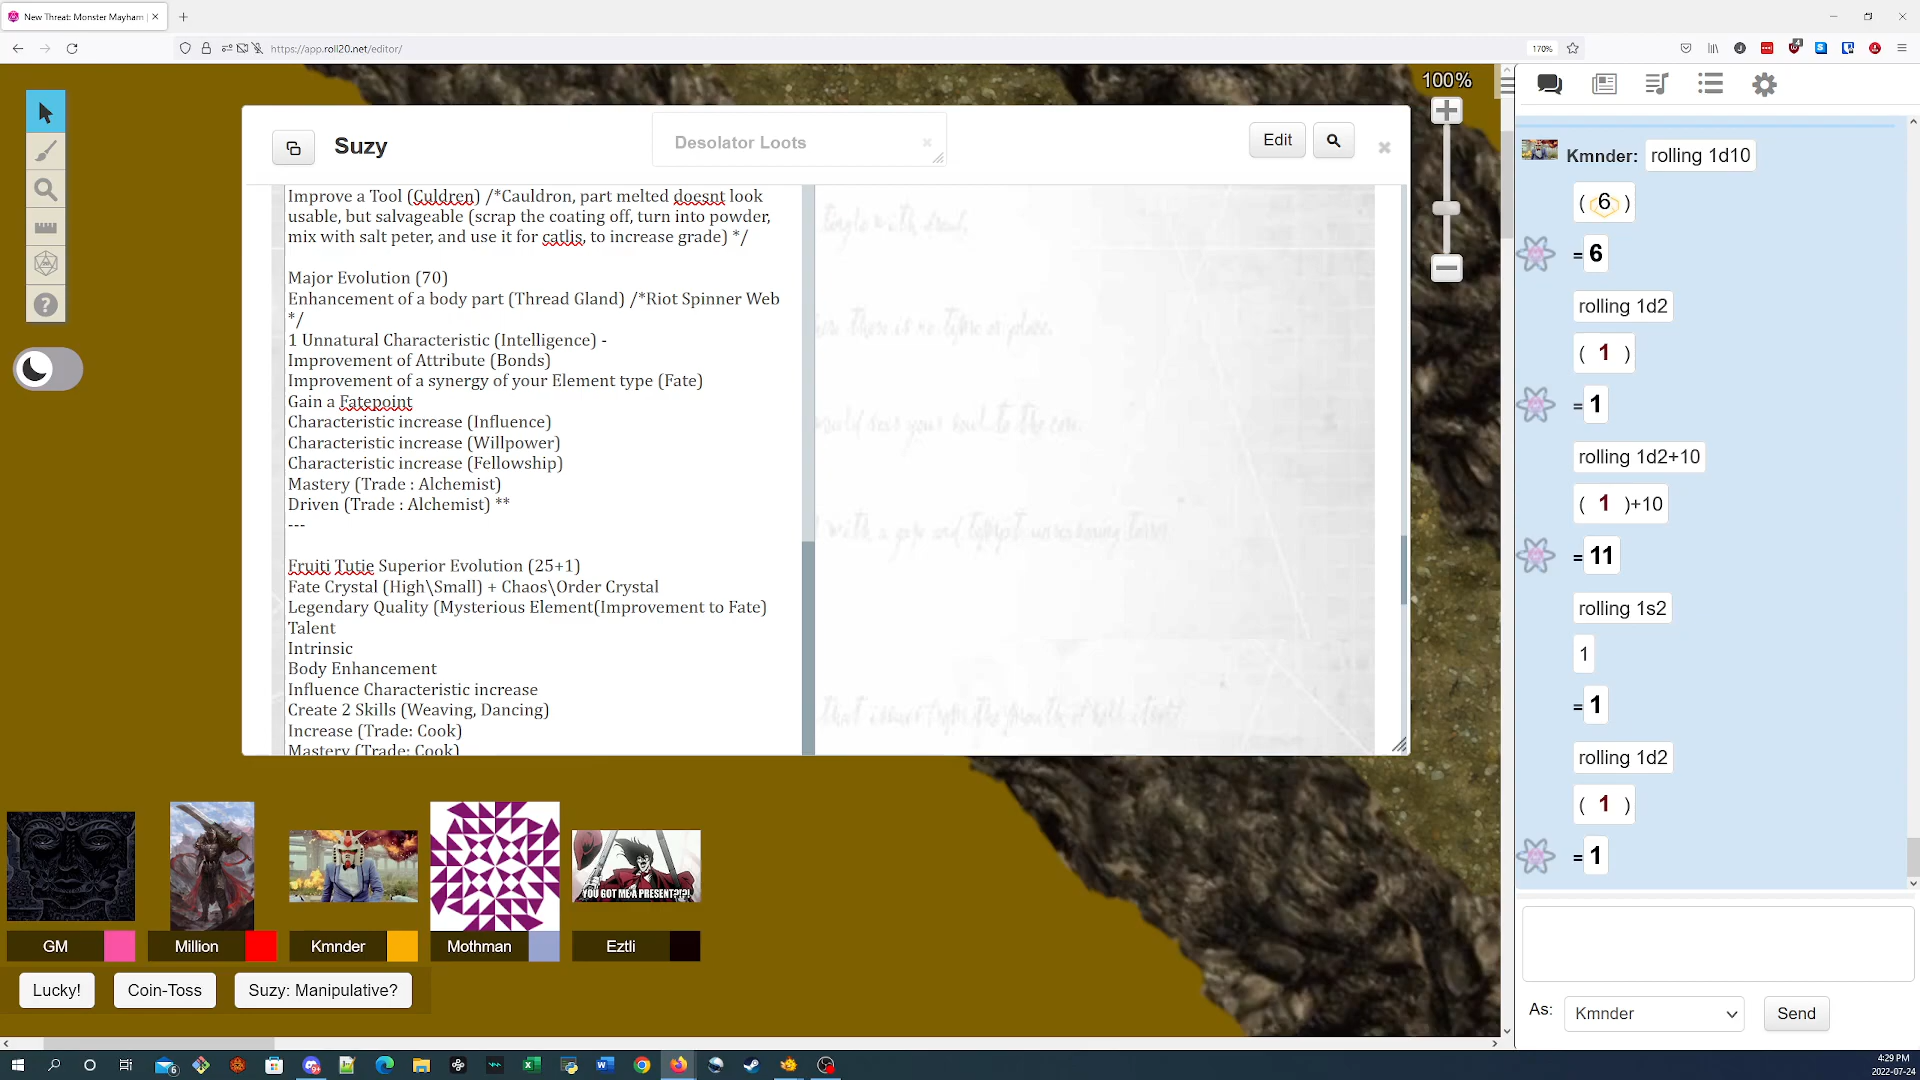 New Threat: Monster Mayham
https://app.roll20.net/editor/
170%
4
100%
Suzy
Desolator Loots
Edit
Improve a Tool (Culdren) /*Cauldron, part melted doesnt look
usable, but salvageable (scrap the coating off, turn into powder,
mix with salt peter, and use it for catlis, to increase grade) */
Major Evolution (70)
Enhancement of a body part (Thread Gland) /*Riot Spinner Web
*/
1 Unnatural Characteristic (Intelligence) -
Improvement of Attribute (Bonds)
Improvement of a synergy of your Element type (Fate)
Gain a Fatepoint
Characteristic increase (Influence)
Characteristic increase (Willpower)
Characteristic increase (Fellowship)
Mastery (Trade : Alchemist)
Driven (Trade : Alchemist) **
---
Fruiti Tutie Superior Evolution (25+1)
Fate Crystal (High\Small) + Chaos\Order Crystal
Legendary Quality (Mysterious Element(Improvement to Fate)
Talent
Intrinsic
Body Enhancement
Influence Characteristic increase
Create 2 Skills (Weaving, Dancing)
Increase (Trade: Cook)
Mastery (Trade: Cook)
Kmnder: rolling 1d10
( 6 )
= 6
rolling 1d2
( 1 )
= 1
rolling 1d2+10
( 1 )+10
= 11
rolling 1s2
1
= 1
rolling 1d2
( 1 )
= 1
YOU GOT ME A PRESENT?!?!
GM
Million
Kmnder
Mothman
Eztli
Lucky!
Coin-Toss
Suzy: Manipulative?
As:
Kmnder
Send
4:29 PM
2022-07-24